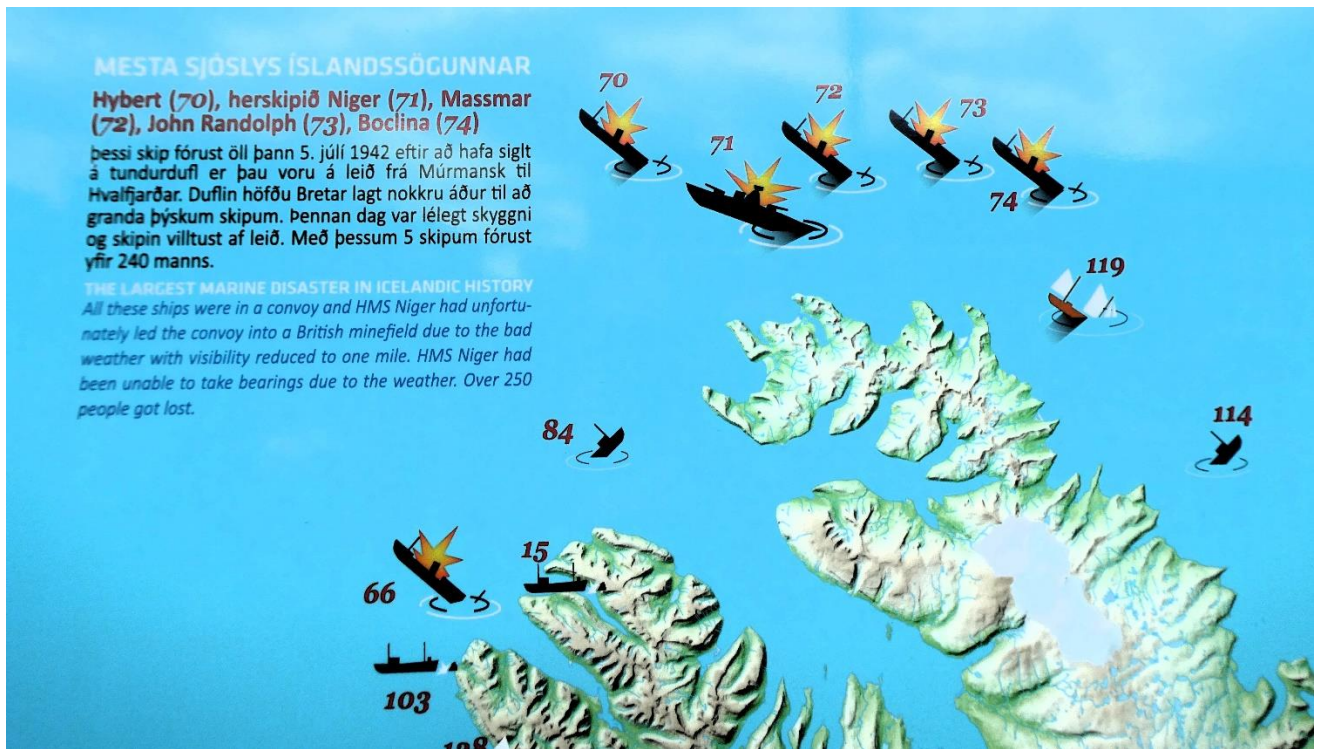 MESTA SJÓSLYS ÍSLANDSSÖGUNNAR
Hybert (70), herskipið Niger (71), Massmar
(72), John Randolph (73), Boclina (74)
Þessi skip fórust öll þann 5. júlí 1942 eftir að hafa siglt
á tundurdufl er þau voru á leið frá Múrmansk til
Hvalfjarðar. Duflin höfðu Bretar lagt nokkru áður til að
granda þýskum skipum. Þennan dag var lélegt skyggni
og skipin villtust af leið. Með þessum 5 skipum fórust
yfir 240 manns.
THE LARGEST MARINE DISASTER IN ICELANDIC HISTORY
All these ships were in a convoy and HMS Niger had unfortu-
nately led the convoy into a British minefield due to the bad
weather with visibility reduced to one mile. HMS Niger had
been unable to take bearings due to the weather. Over 250
people got lost.
70
72
73
71
74
119
84
114
15
66
103
128